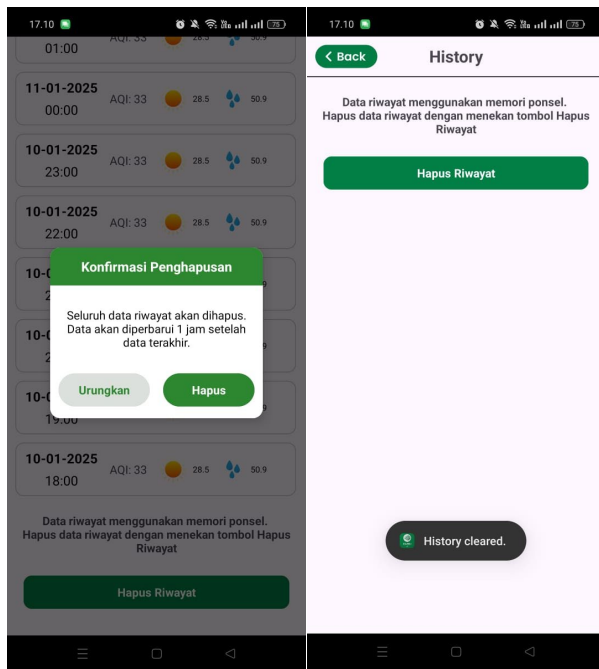 17.10
75
01:00
AQI: 33
28.5
50.9
11-01-2025
00:00
AQI: 33
28.5
50.9
10-01-2025
23:00
AQI: 33
28.5
50.9
10-01-2025
22:00
AQI: 33
28.5
50.9
Konfirmasi Penghapusan
Seluruh data riwayat akan dihapus.
Data akan diperbarui 1 jam setelah
data terakhir.
Urungkan
Hapus
19:00
10-01-2025
18:00
AQI: 33
28.5
50.9
Data riwayat menggunakan memori ponsel.
Hapus data riwayat dengan menekan tombol Hapus
Riwayat
Hapus Riwayat
17.10
75
< Back
History
Data riwayat menggunakan memori ponsel.
Hapus data riwayat dengan menekan tombol Hapus
Riwayat
Hapus Riwayat
History cleared.